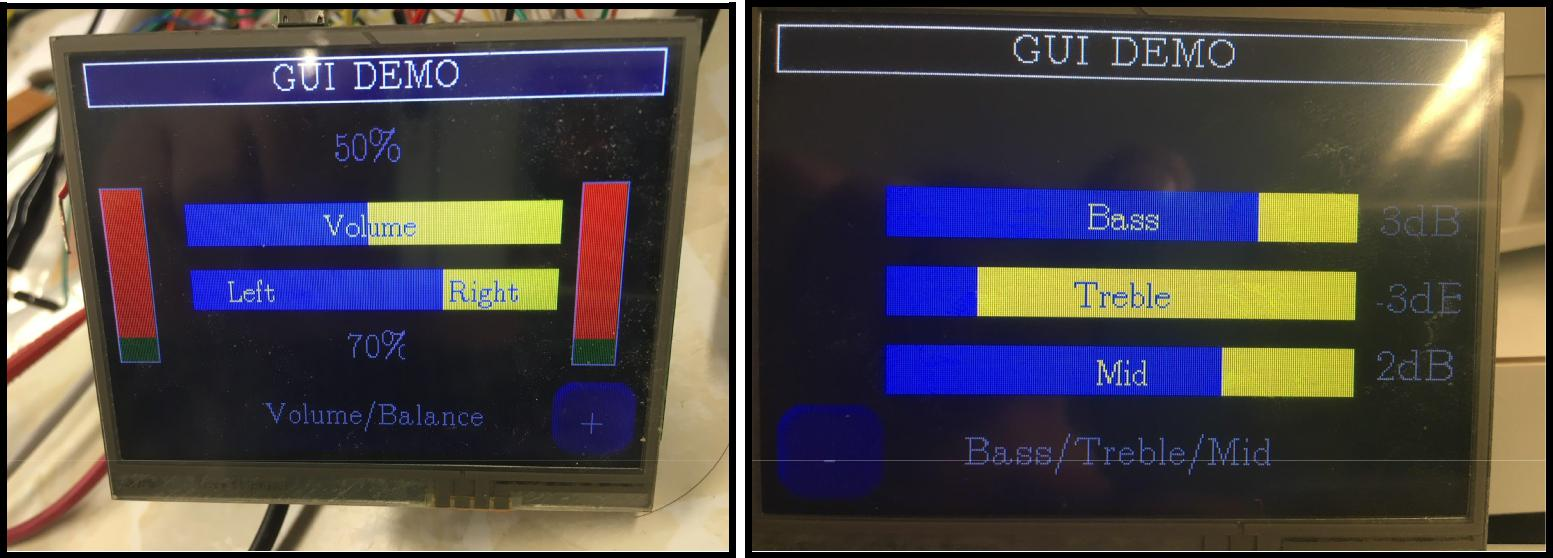 GUI DEMO
50%
Volume
Left Right
70%
Volume/Balance
+
GUI DEMO
Bass 3dB
Treble -3dB
Mid 2dB
-
Bass/Treble/Mid